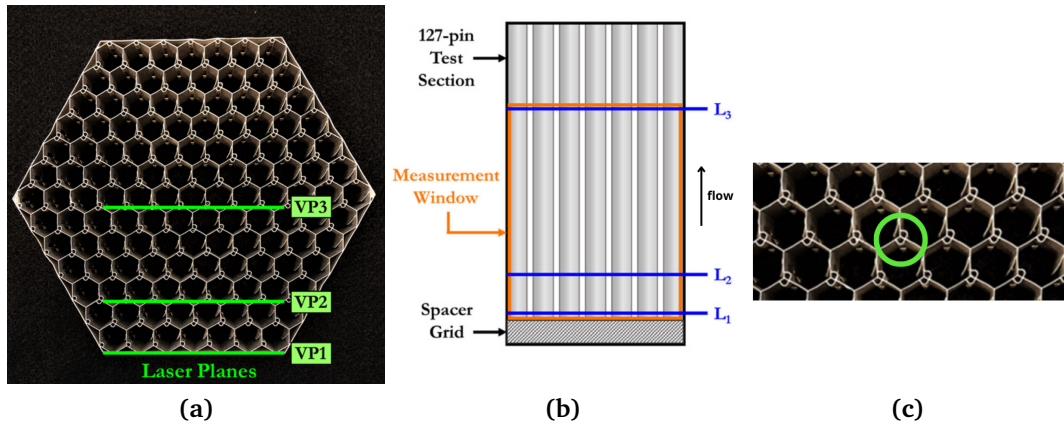 VP3
VP2
VP1
Laser Planes
(a)
127-pin
Test
Section
L3
Measurement
Window
flow
L2
Spacer
Grid
L1
(b)
(c)